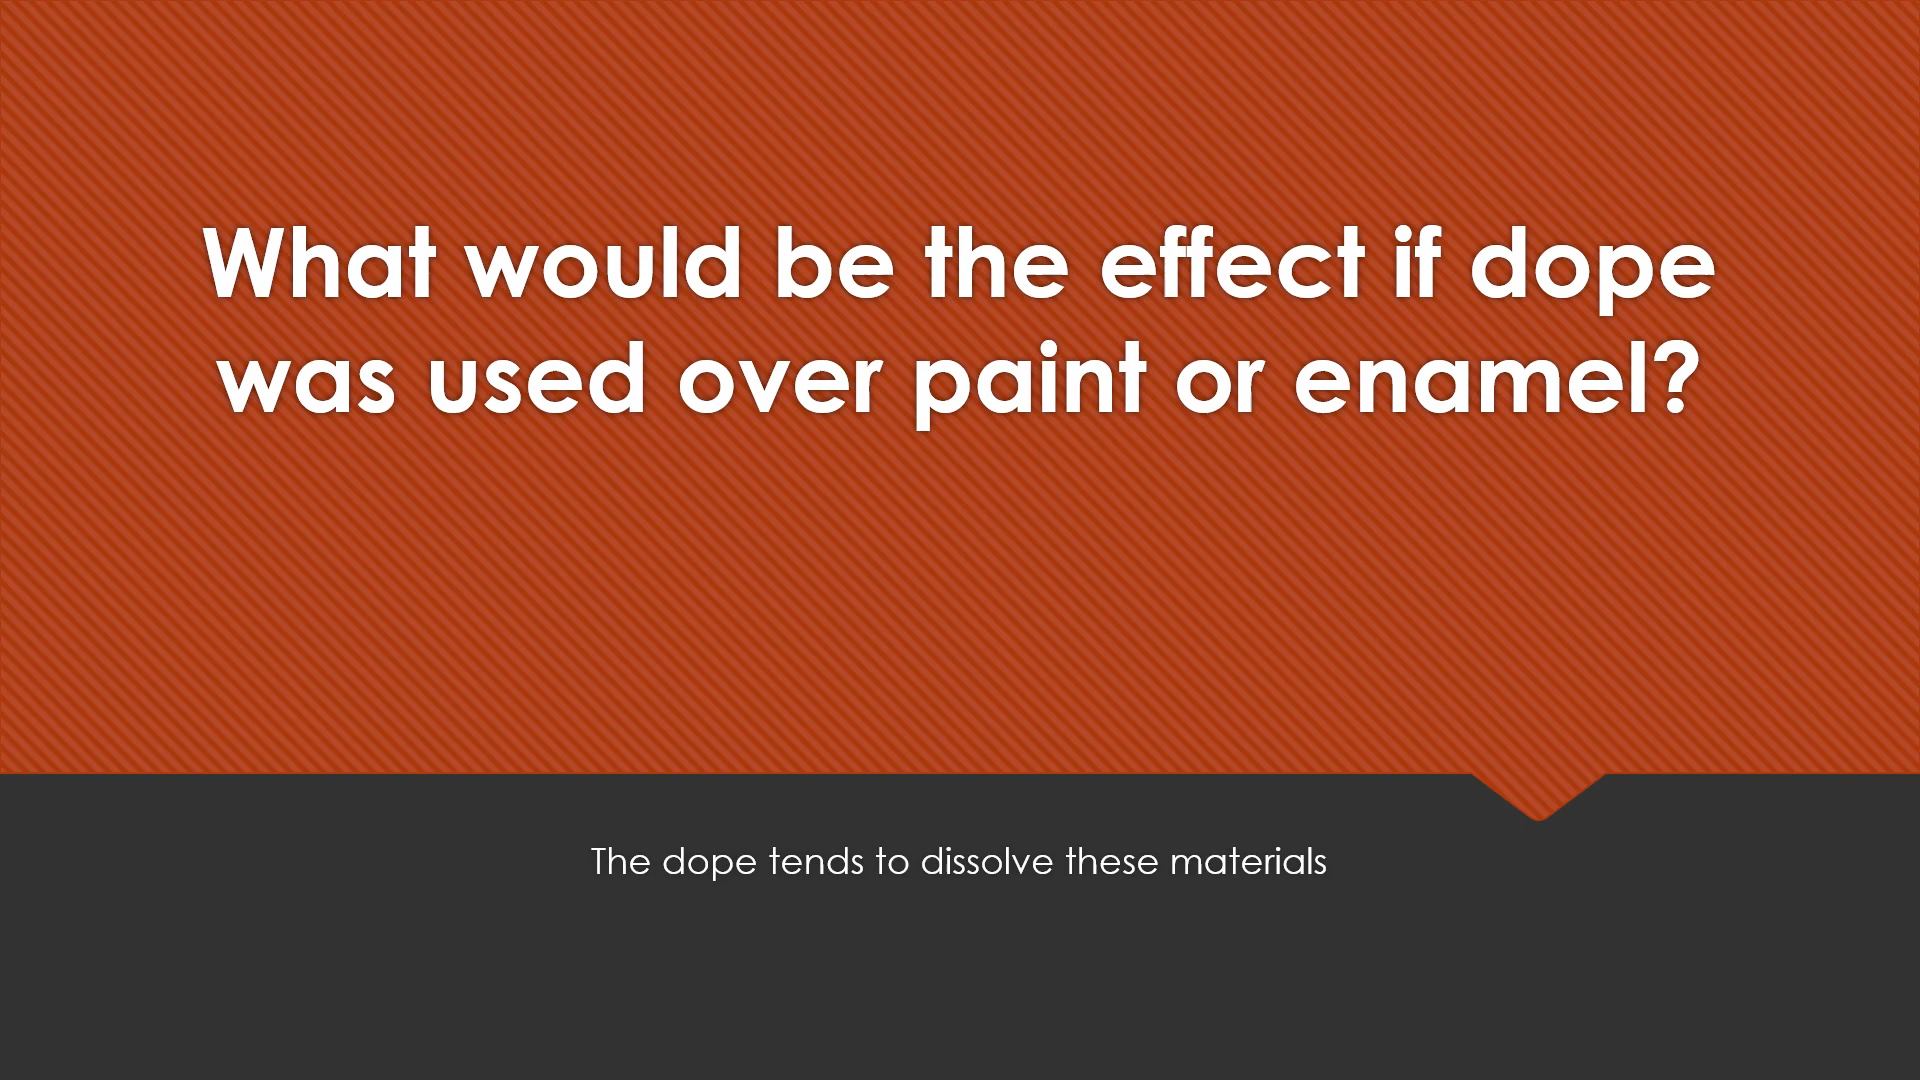 What would be the effect if dope
was used over paint or enamel?
The dope tends to dissolve these materials